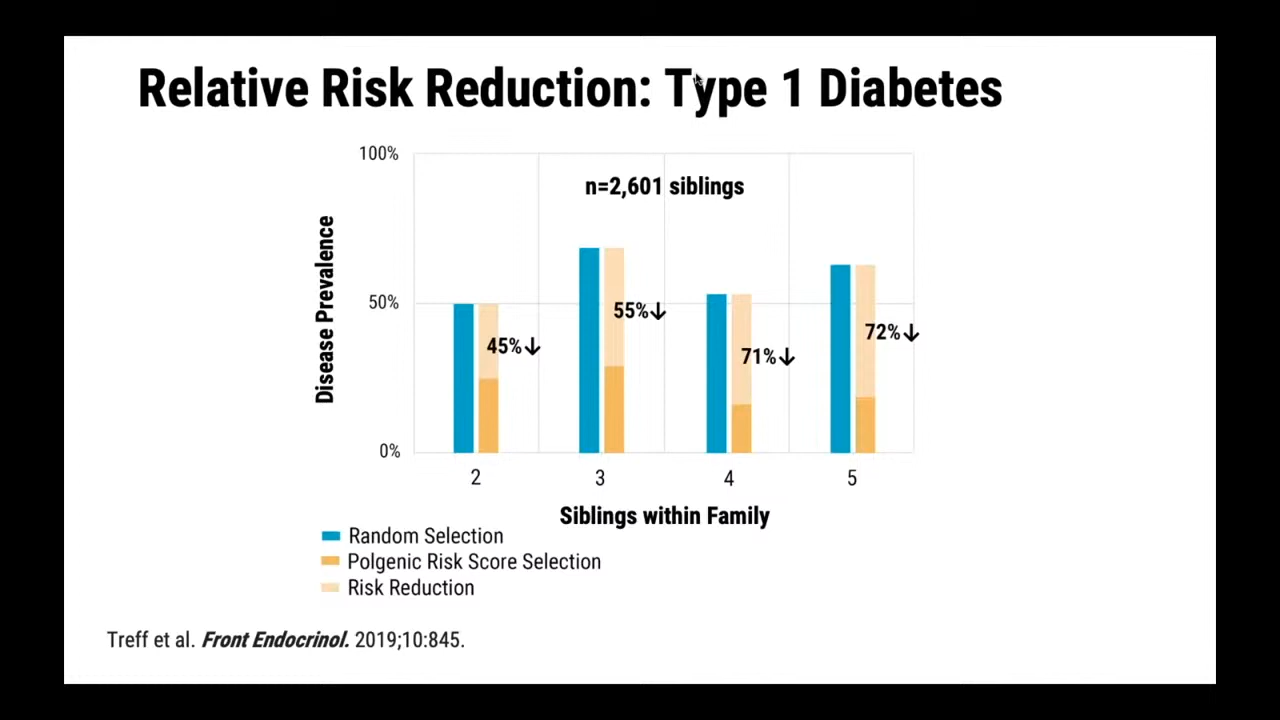 Relative Risk Reduction: Type 1 Diabetes
100%
n=2,601 siblings
Disease Prevalence
50%
55%↓
72%↓
45%↓
71%↓
0%
2 3 4 5
Siblings within Family
Random Selection
Polgenic Risk Score Selection
Risk Reduction
Treff et al. Front Endocrinol. 2019;10:845.